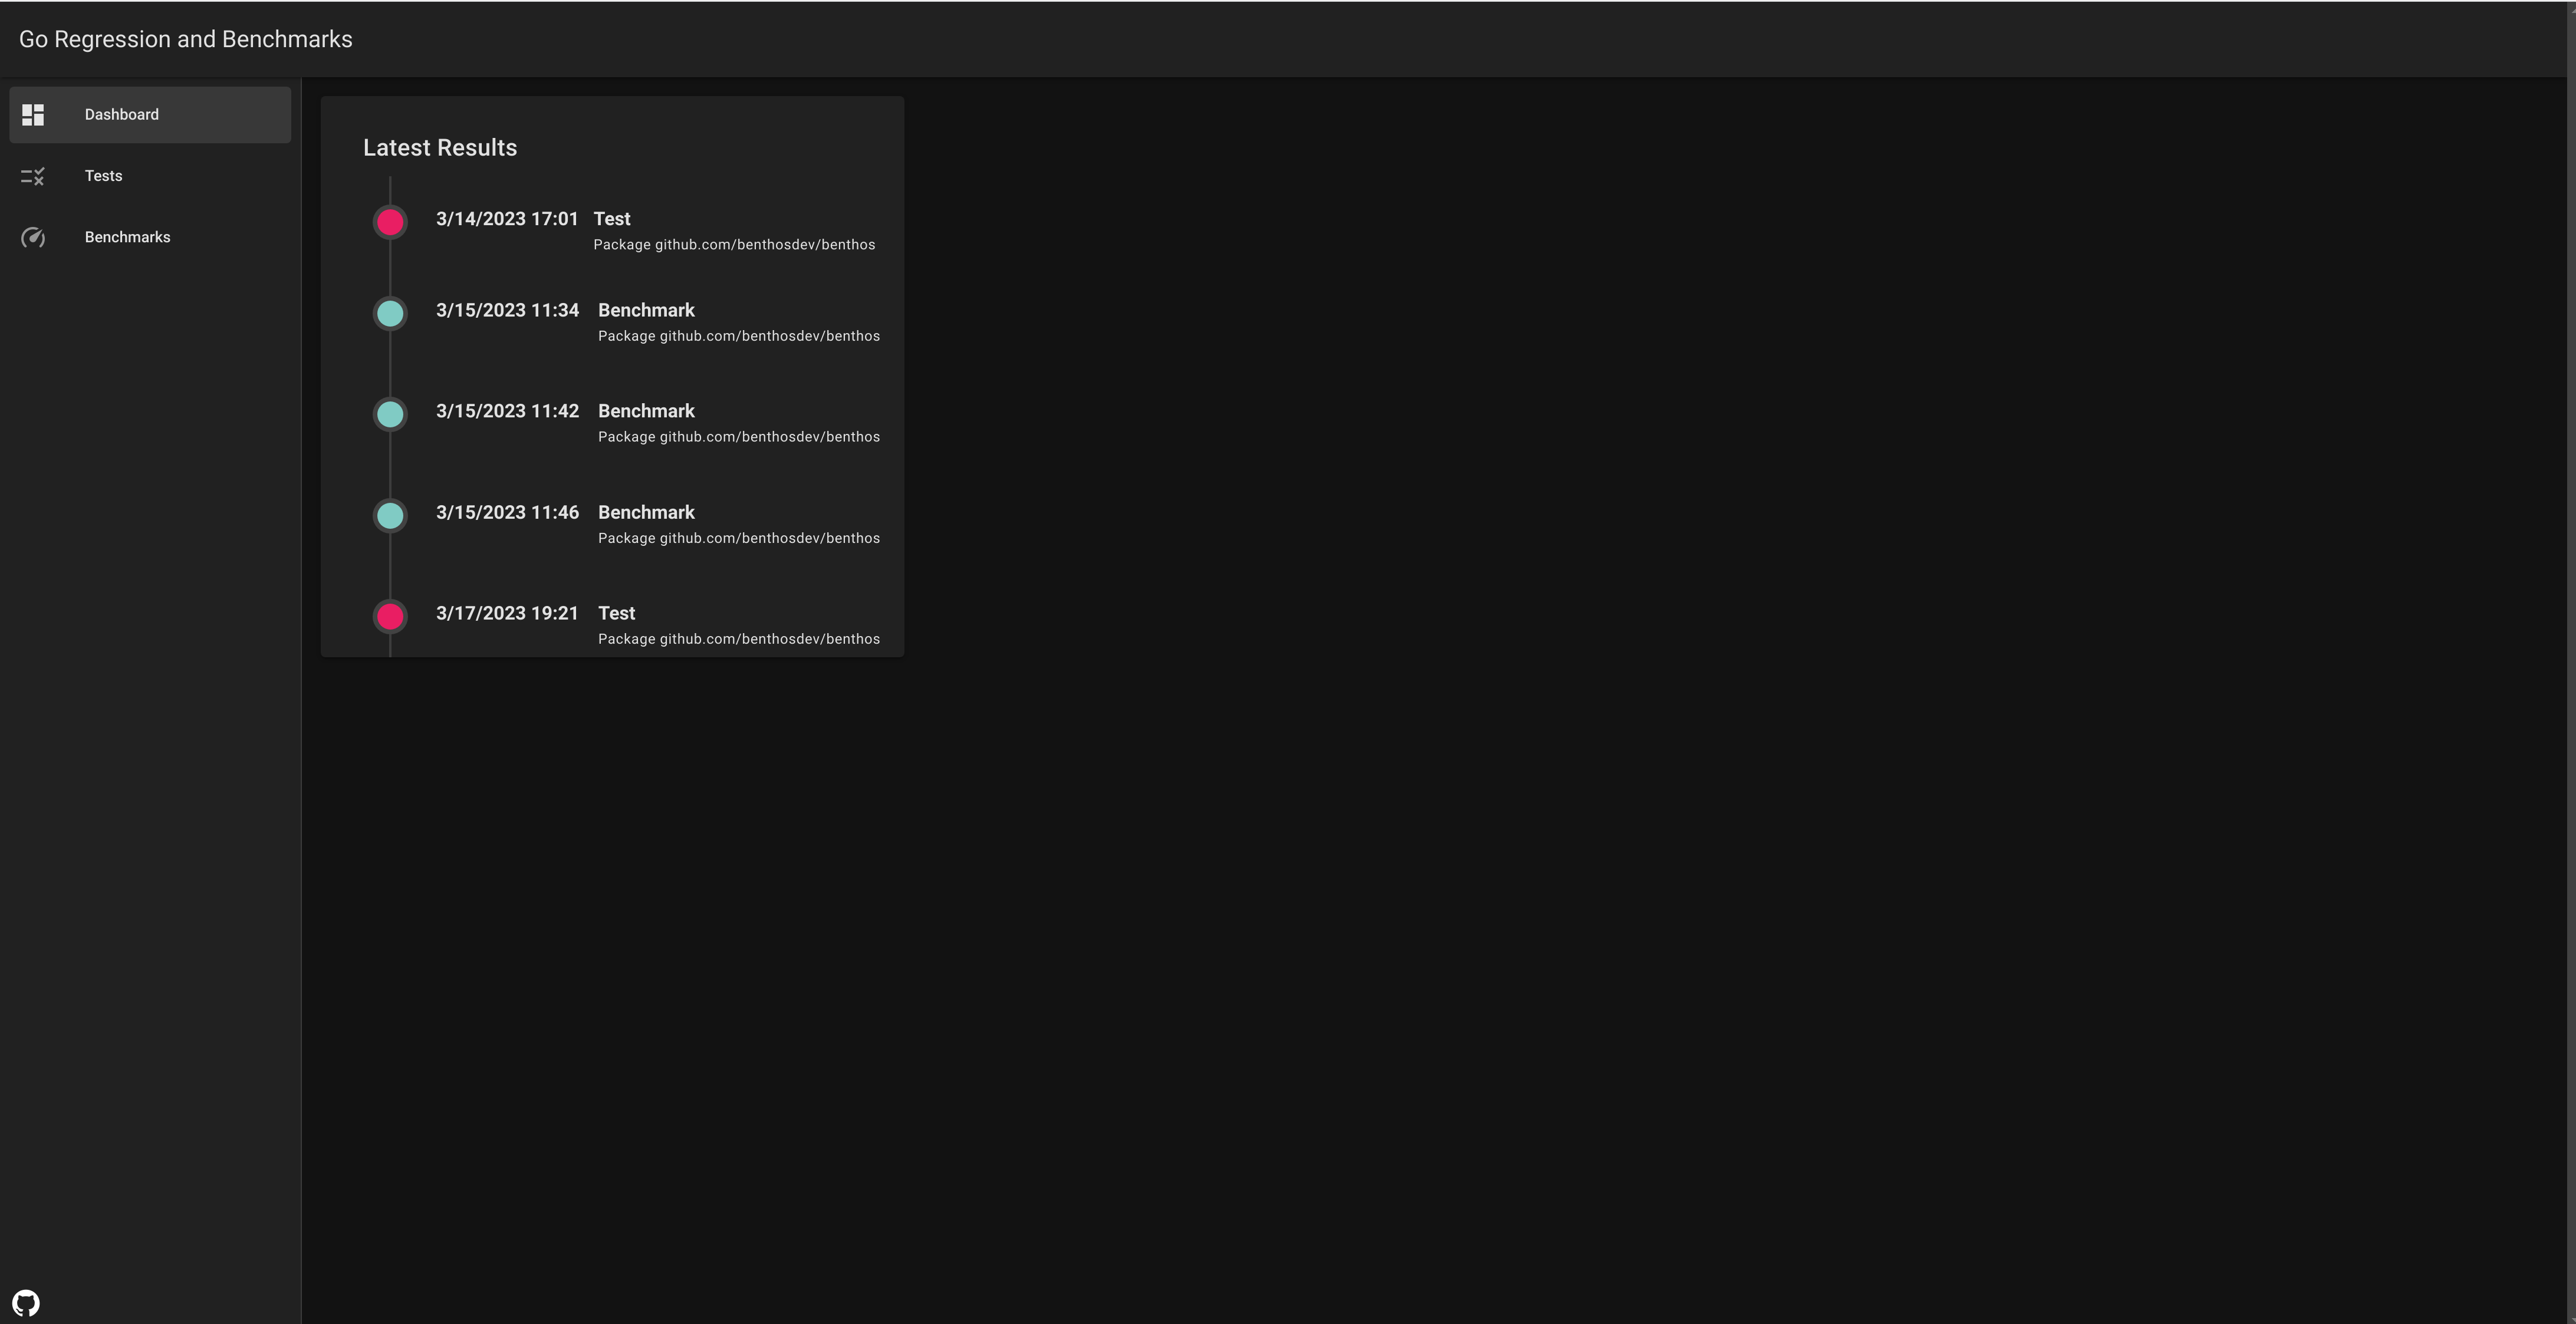 Go Regression and Benchmarks
Dashboard
Tests
Benchmarks
Latest Results
3/14/2023 17:01 Test
Package github.com/benthosdev/benthos
3/15/2023 11:34 Benchmark
Package github.com/benthosdev/benthos
3/15/2023 11:42 Benchmark
Package github.com/benthosdev/benthos
3/15/2023 11:46 Benchmark
Package github.com/benthosdev/benthos
3/17/2023 19:21 Test
Package github.com/benthosdev/benthos